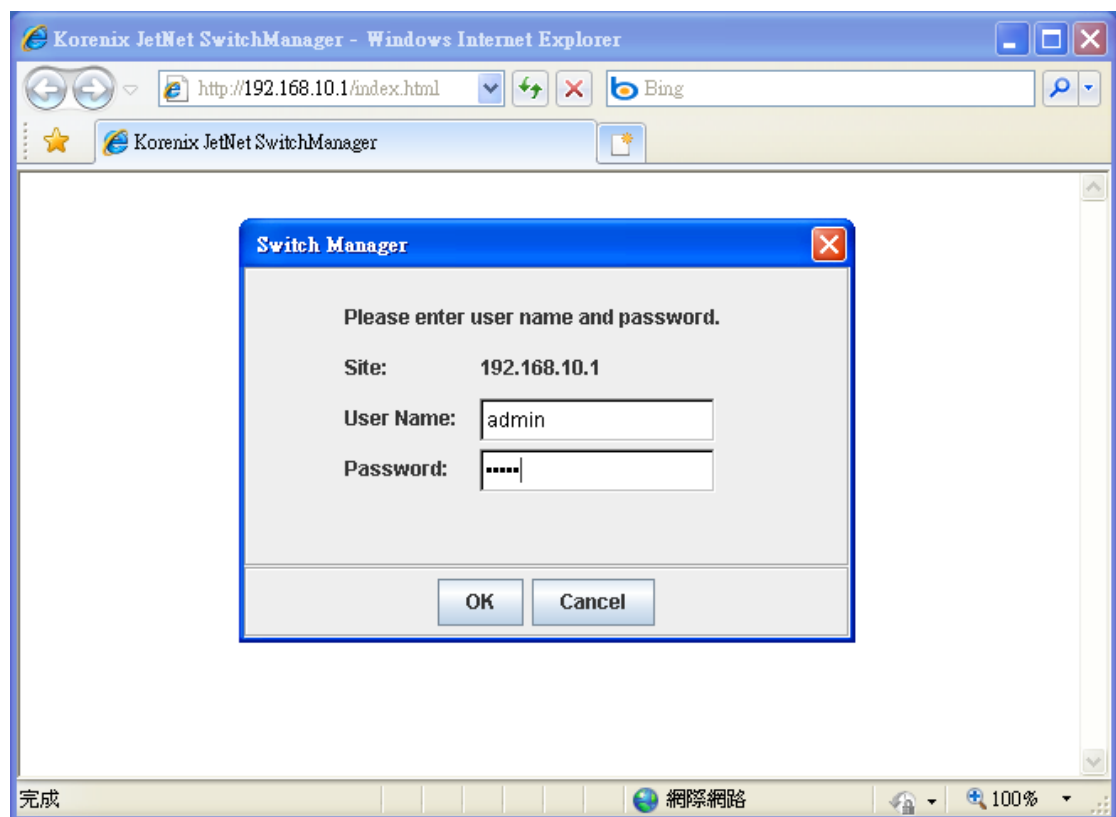 Korenix JetNet SwitchManager - Windows Internet Explorer
http://192.168.10.1/index.html
Bing
Korenix JetNet SwitchManager
Switch Manager
Please enter user name and password.
Site: 192.168.10.1
User Name: admin
Password: •••••
OK Cancel
完成 網際網路 100%